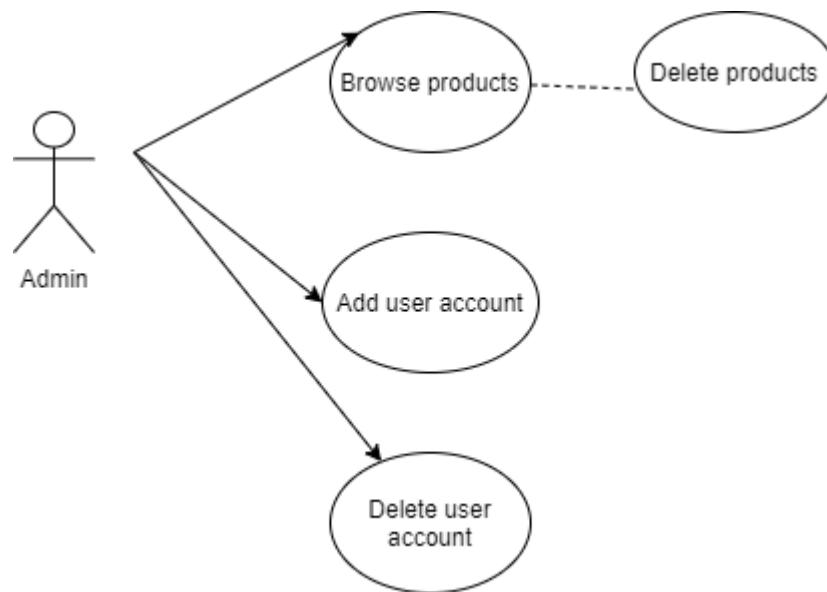 Browse products
Delete products
Admin
Add user account
Delete user
account